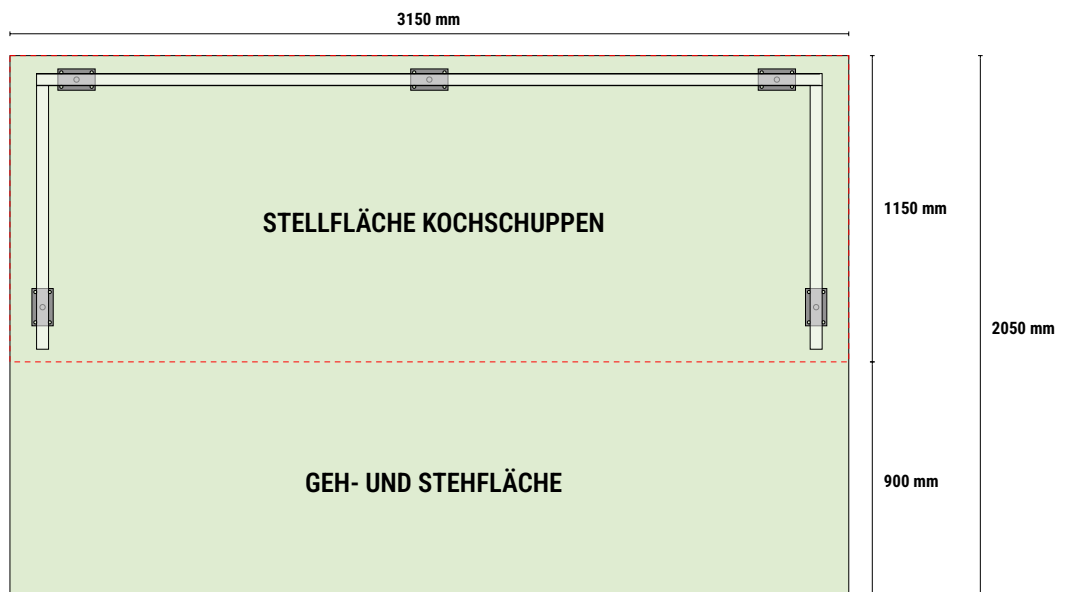 3150 mm
STELLFLÄCHE KOCHSCHUPPEN
1150 mm
2050 mm
GEH- UND STEHFLÄCHE
900 mm